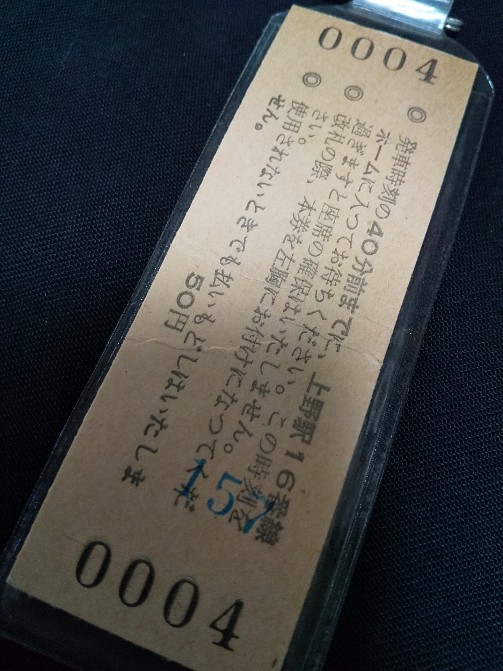 0004
◎発車時刻の40分前までに、上野駅16番線
ホームに入ってお待ちください。この時刻を
過ぎますと座席の確保はいたしません。
◎改札の際、本券を左胸にお付けになってくだ
さい。
◎使用されないときでも払いもどしはいたしま
せん。
50円
157
0004